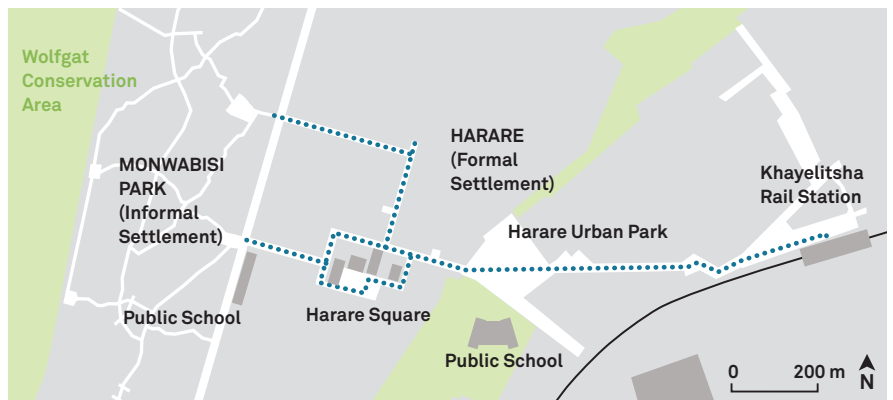 Wolfgat
Conservation
Area
MONWABISI
PARK
(Informal
Settlement)
HARARE
(Formal
Settlement)
Khayelitsha
Rail Station
Harare Urban Park
Public School
Harare Square
Public School
0 200 m
N